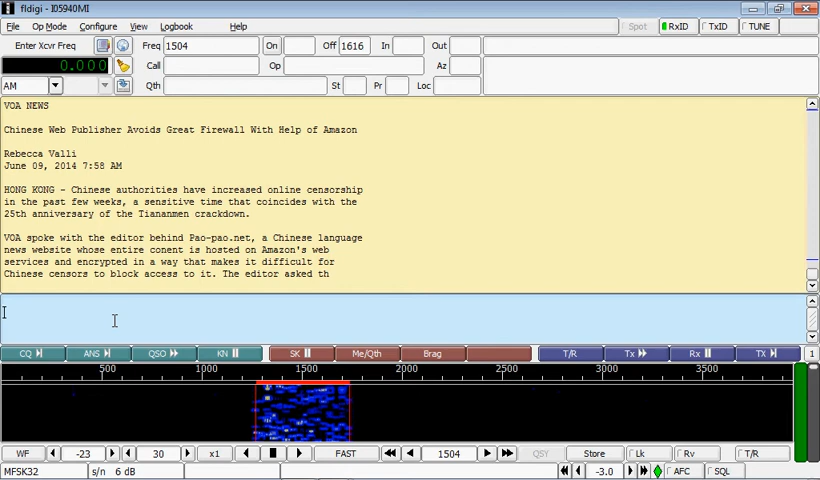 fldigi - I05940MI
File Op Mode Configure View Logbook Help Spot RxID TxID TUNE
Enter Xcvr Freq Freq 1504 On Off 1616 In Out
0.000 Call Op Az
AM Qth St Pr Loc
VOA NEWS
Chinese Web Publisher Avoids Great Firewall With Help of Amazon
Rebecca Valli
June 09, 2014 7:58 AM
HONG KONG - Chinese authorities have increased online censorship
in the past few weeks, a sensitive time that coincides with the
25th anniversary of the Tiananmen crackdown.
VOA spoke with the editor behind Pao-pao.net, a Chinese language
news website whose entire conent is hosted on Amazon's web
services and encrypted in a way that makes it difficult for
Chinese censors to block access to it. The editor asked th
CQ ANS QSO KN SK Me/Qth Brag T/R Tx Rx TX 1
500 1000 1500 2000 2500 3000 3500
WF -23 30 x1 FAST 1504 QSY Store Lk Rv T/R
MFSK32 s/n 6 dB -3.0 AFC SQL